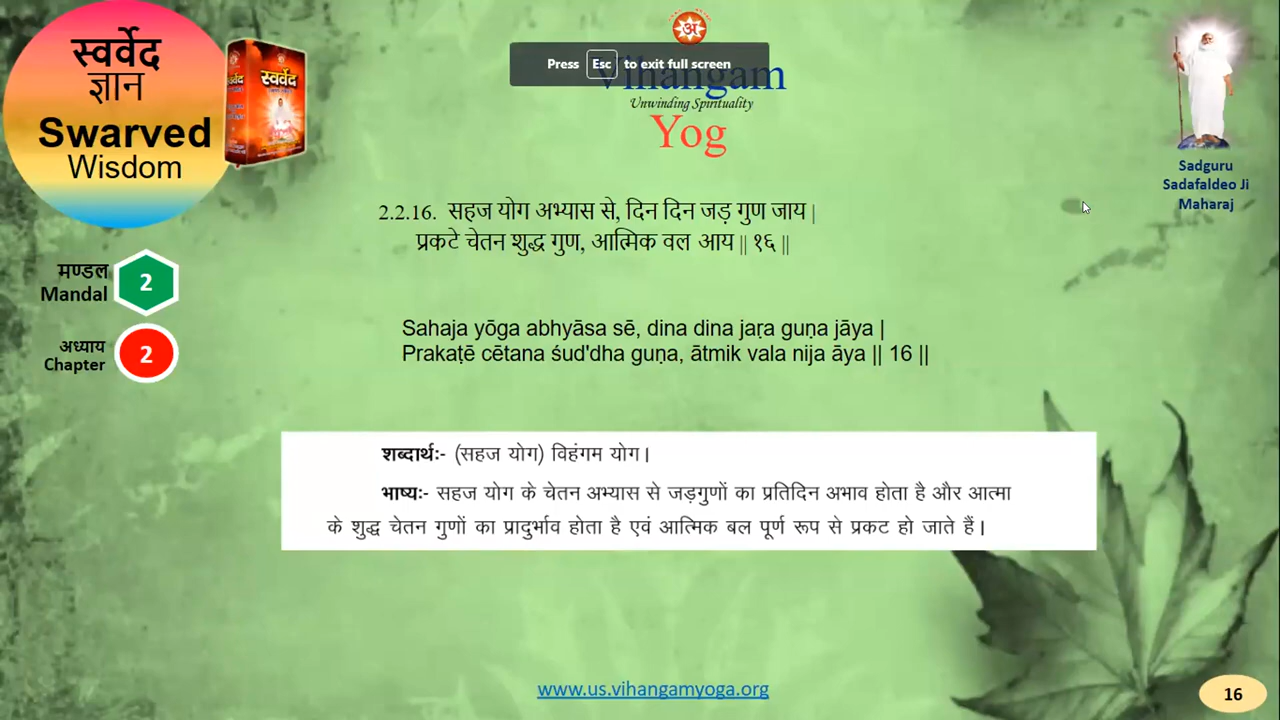 स्वर्वेद
ज्ञान
Swarved
Wisdom
स्वर्वेद
अ
Press Esc to exit full screen
Vihangam
Unwinding Spirituality
Yog
Sadguru
Sadafaldeo Ji
Maharaj
2.2.16. सहज योग अभ्यास से, दिन दिन जड़ गुण जाय |
प्रकटे चेतन शुद्ध गुण, आत्मिक वल आय || १६ ||
मण्डल
Mandal
2
अध्याय
Chapter
2
Sahaja yōga abhyāsa sē, dina dina jaṛa guṇa jāya |
Prakaṭē cētana śud'dha guṇa, ātmik vala nija āya || 16 ||
शब्दार्थः- (सहज योग) विहंगम योग।
भाष्यः- सहज योग के चेतन अभ्यास से जड़गुणों का प्रतिदिन अभाव होता है और आत्मा
के शुद्ध चेतन गुणों का प्रादुर्भाव होता है एवं आत्मिक बल पूर्ण रूप से प्रकट हो जाते हैं।
www.us.vihangamyoga.org
16